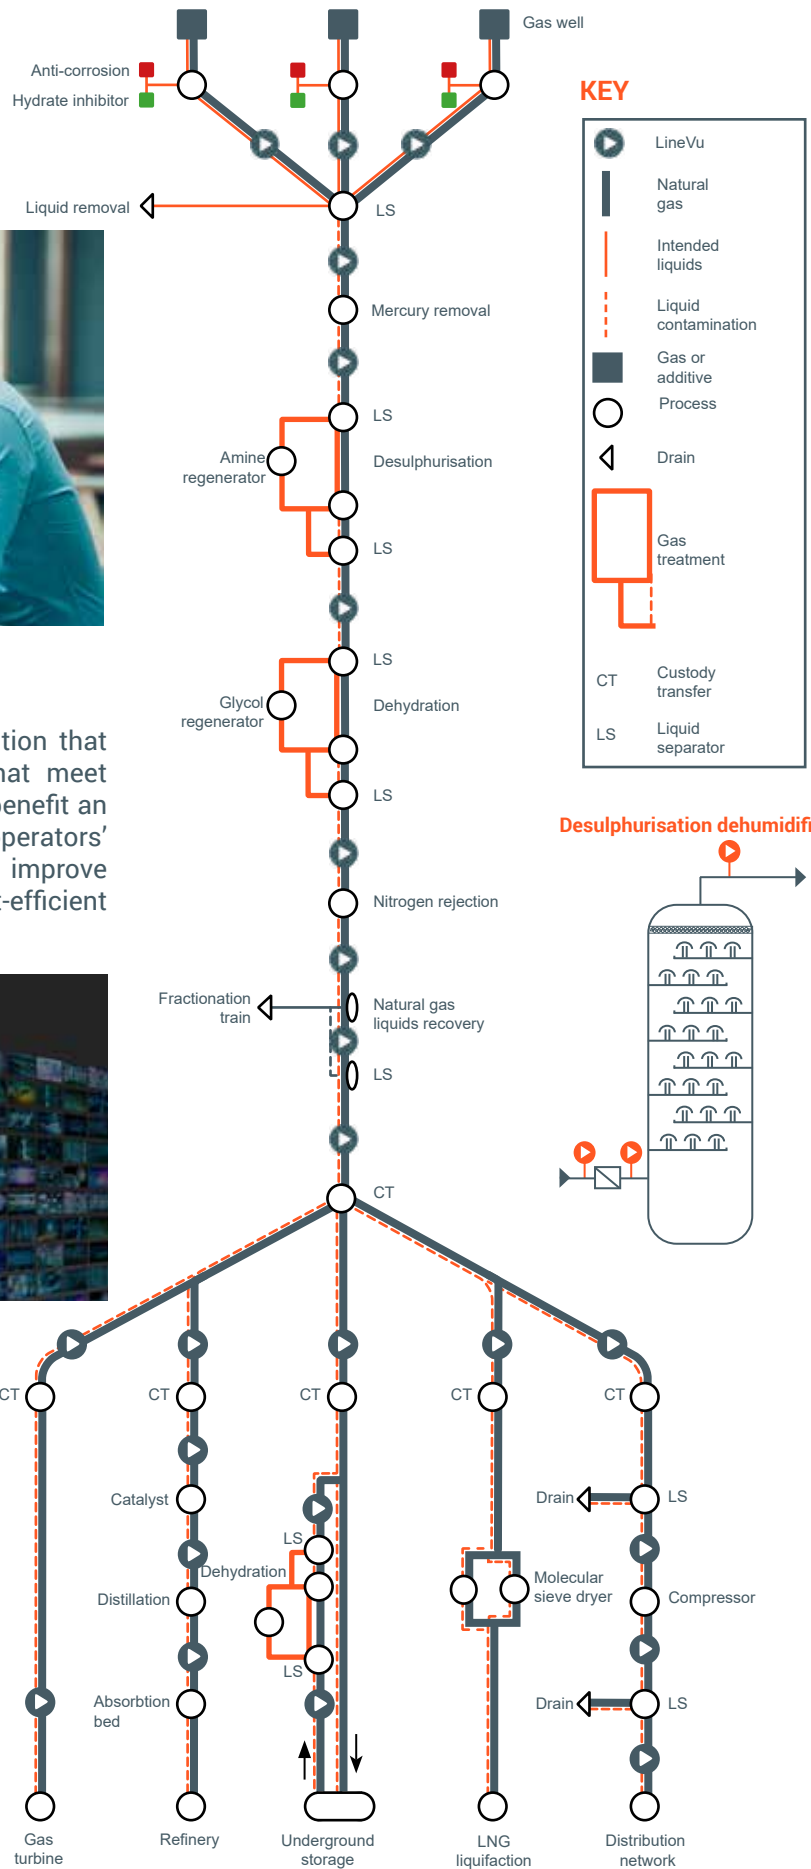 Gas well
Anti-corrosion
Hydrate inhibitor
Liquid removal
LS
Mercury removal
LS
Amine
regenerator
Desulphurisation
LS
LS
Glycol
regenerator
Dehydration
LS
Nitrogen rejection
Fractionation
train
Natural gas
liquids recovery
LS
CT
CT
CT
CT
CT
CT
Catalyst
Distillation
Absorbtion
bed
LS
Dehydration
LS
Molecular
sieve dryer
Drain
LS
Compressor
Drain
LS
Gas
turbine
Refinery
Underground
storage
LNG
liquifaction
Distribution
network
KEY
LineVu
Natural
gas
Intended
liquids
Liquid
contamination
Gas or
additive
Process
Drain
Gas
treatment
CT
Custody
transfer
LS
Liquid
separator
Desulphurisation dehumidifi
tion that
hat meet
benefit an
perators'
improve
t-efficient